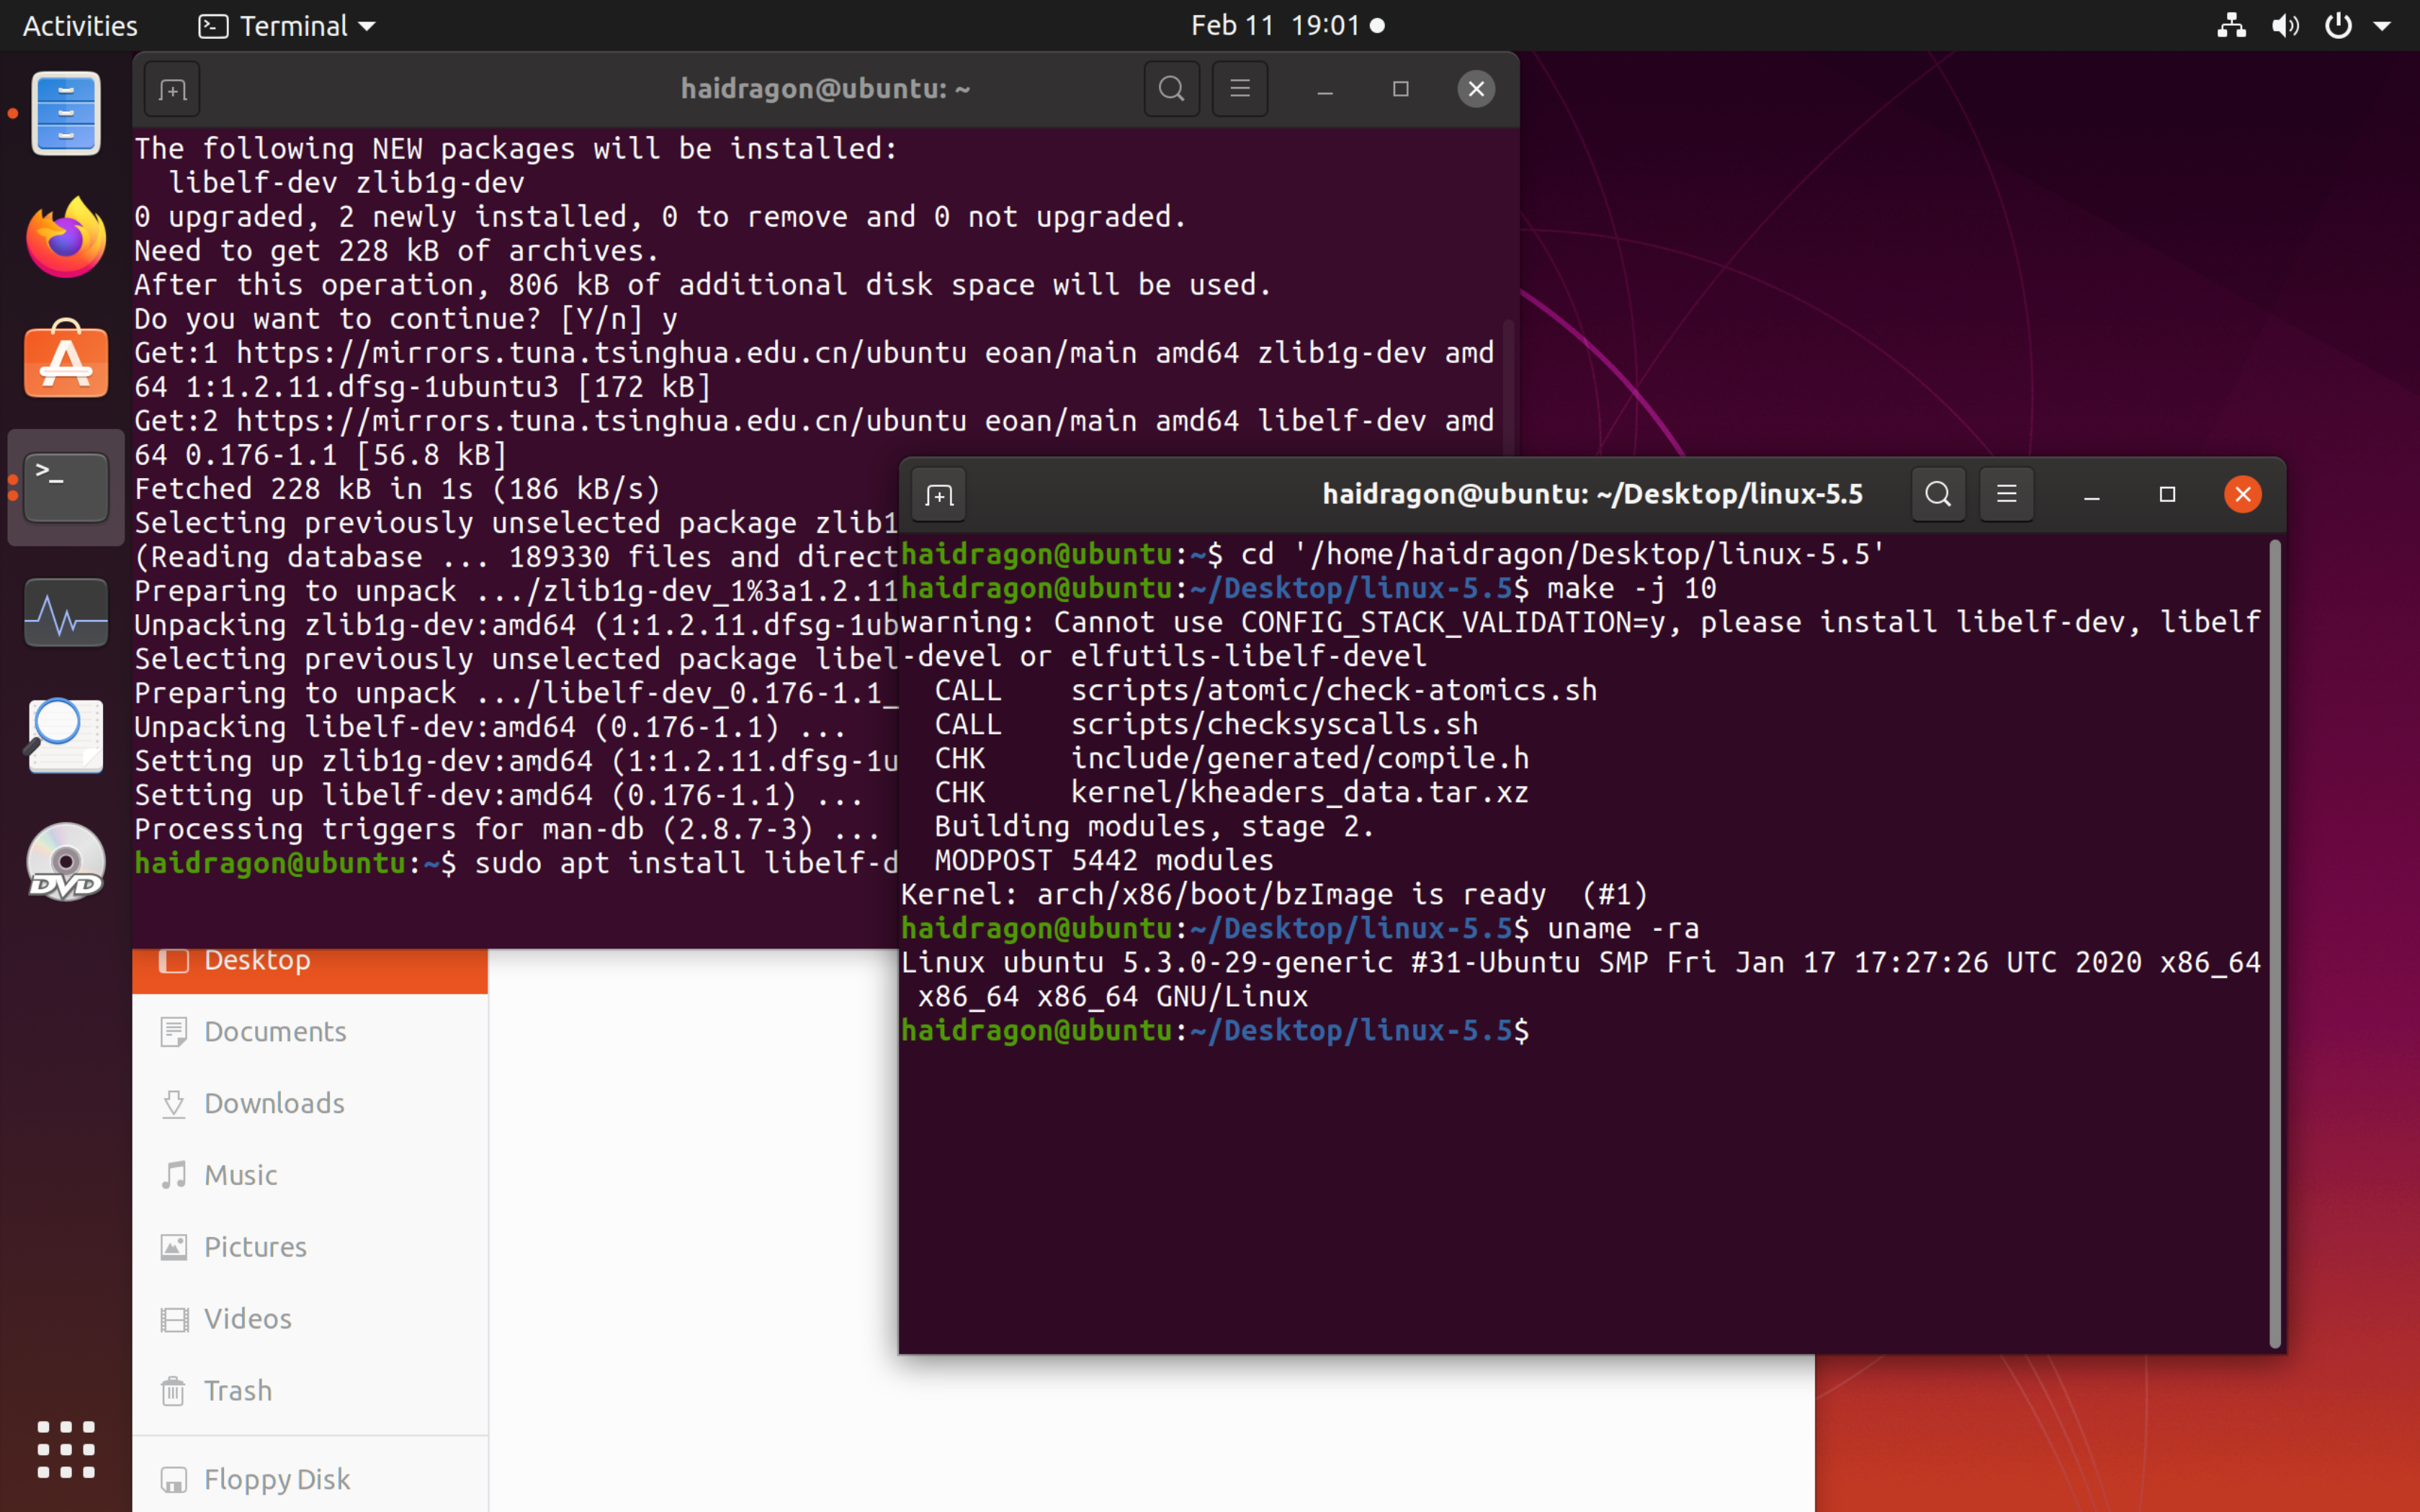 Activities
Terminal
Feb 11 19:01
haidragon@ubuntu: ~
The following NEW packages will be installed:
libelf-dev zlib1g-dev
0 upgraded, 2 newly installed, 0 to remove and 0 not upgraded.
Need to get 228 kB of archives.
After this operation, 806 kB of additional disk space will be used.
Do you want to continue? [Y/n] y
Get:1 https://mirrors.tuna.tsinghua.edu.cn/ubuntu eoan/main amd64 zlib1g-dev amd
64 1:1.2.11.dfsg-1ubuntu3 [172 kB]
Get:2 https://mirrors.tuna.tsinghua.edu.cn/ubuntu eoan/main amd64 libelf-dev amd
64 0.176-1.1 [56.8 kB]
Fetched 228 kB in 1s (186 kB/s)
Selecting previously unselected package zlib1
(Reading database ... 189330 files and direct
Preparing to unpack .../zlib1g-dev_1%3a1.2.11
Unpacking zlib1g-dev:amd64 (1:1.2.11.dfsg-1ub
Selecting previously unselected package libel
Preparing to unpack .../libelf-dev_0.176-1.1_
Unpacking libelf-dev:amd64 (0.176-1.1) ...
Setting up zlib1g-dev:amd64 (1:1.2.11.dfsg-1u
Setting up libelf-dev:amd64 (0.176-1.1) ...
Processing triggers for man-db (2.8.7-3) ...
haidragon@ubuntu:~$ sudo apt install libelf-d
haidragon@ubuntu: ~/Desktop/linux-5.5
haidragon@ubuntu:~$ cd '/home/haidragon/Desktop/linux-5.5'
haidragon@ubuntu:~/Desktop/linux-5.5$ make -j 10
warning: Cannot use CONFIG_STACK_VALIDATION=y, please install libelf-dev, libelf
-devel or elfutils-libelf-devel
CALL scripts/atomic/check-atomics.sh
CALL scripts/checksyscalls.sh
CHK include/generated/compile.h
CHK kernel/kheaders_data.tar.xz
Building modules, stage 2.
MODPOST 5442 modules
Kernel: arch/x86/boot/bzImage is ready (#1)
haidragon@ubuntu:~/Desktop/linux-5.5$ uname -ra
Linux ubuntu 5.3.0-29-generic #31-Ubuntu SMP Fri Jan 17 17:27:26 UTC 2020 x86_64
x86_64 x86_64 GNU/Linux
haidragon@ubuntu:~/Desktop/linux-5.5$
Desktop
Documents
Downloads
Music
Pictures
Videos
Trash
Floppy Disk
>_
DVD